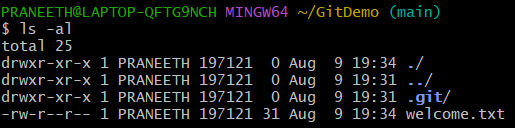 PRANEETH@LAPTOP-QFTG9NCH MINGW64 ~/GitDemo (main)
$ ls -al
total 25
drwxr-xr-x 1 PRANEETH 197121  0 Aug  9 19:34 ./
drwxr-xr-x 1 PRANEETH 197121  0 Aug  9 19:31 ../
drwxr-xr-x 1 PRANEETH 197121  0 Aug  9 19:31 .git/
-rw-r--r-- 1 PRANEETH 197121 31 Aug  9 19:34 welcome.txt